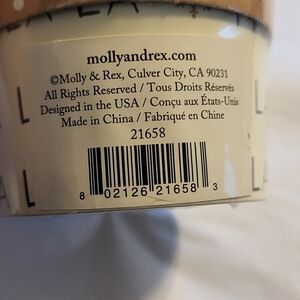 mollyandrex.com
©Molly & Rex, Culver City, CA 90231
All Rights Reserved / Tous Droits Réservés
Designed in the USA / Conçu aux États-Unis
Made in China / Fabriqué en Chine
21658
8 02126 21658 3